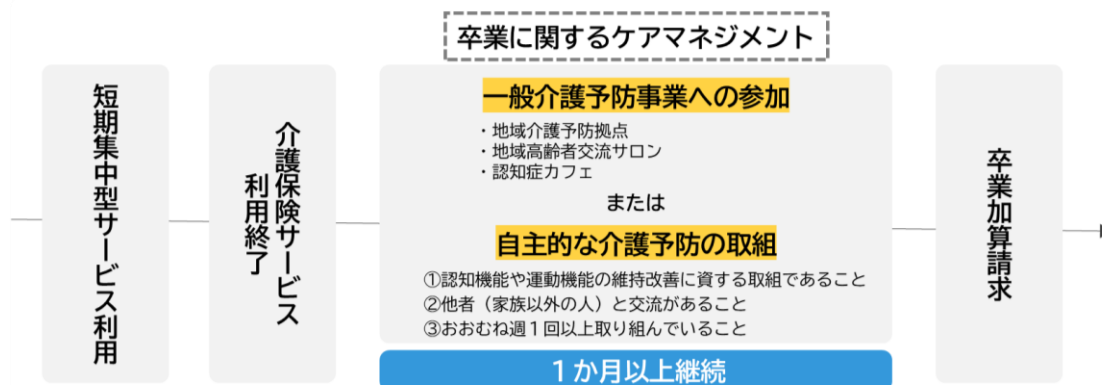 卒業に関するケアマネジメント
短期集中型サービス利用
介護保険サービス
利用終了
一般介護予防事業への参加
・地域介護予防拠点
・地域高齢者交流サロン
・認知症カフェ
または
自主的な介護予防の取組
①認知機能や運動機能の維持改善に資する取組であること
②他者（家族以外の人）と交流があること
③おおむね週１回以上取り組んでいること
１か月以上継続
卒業加算請求